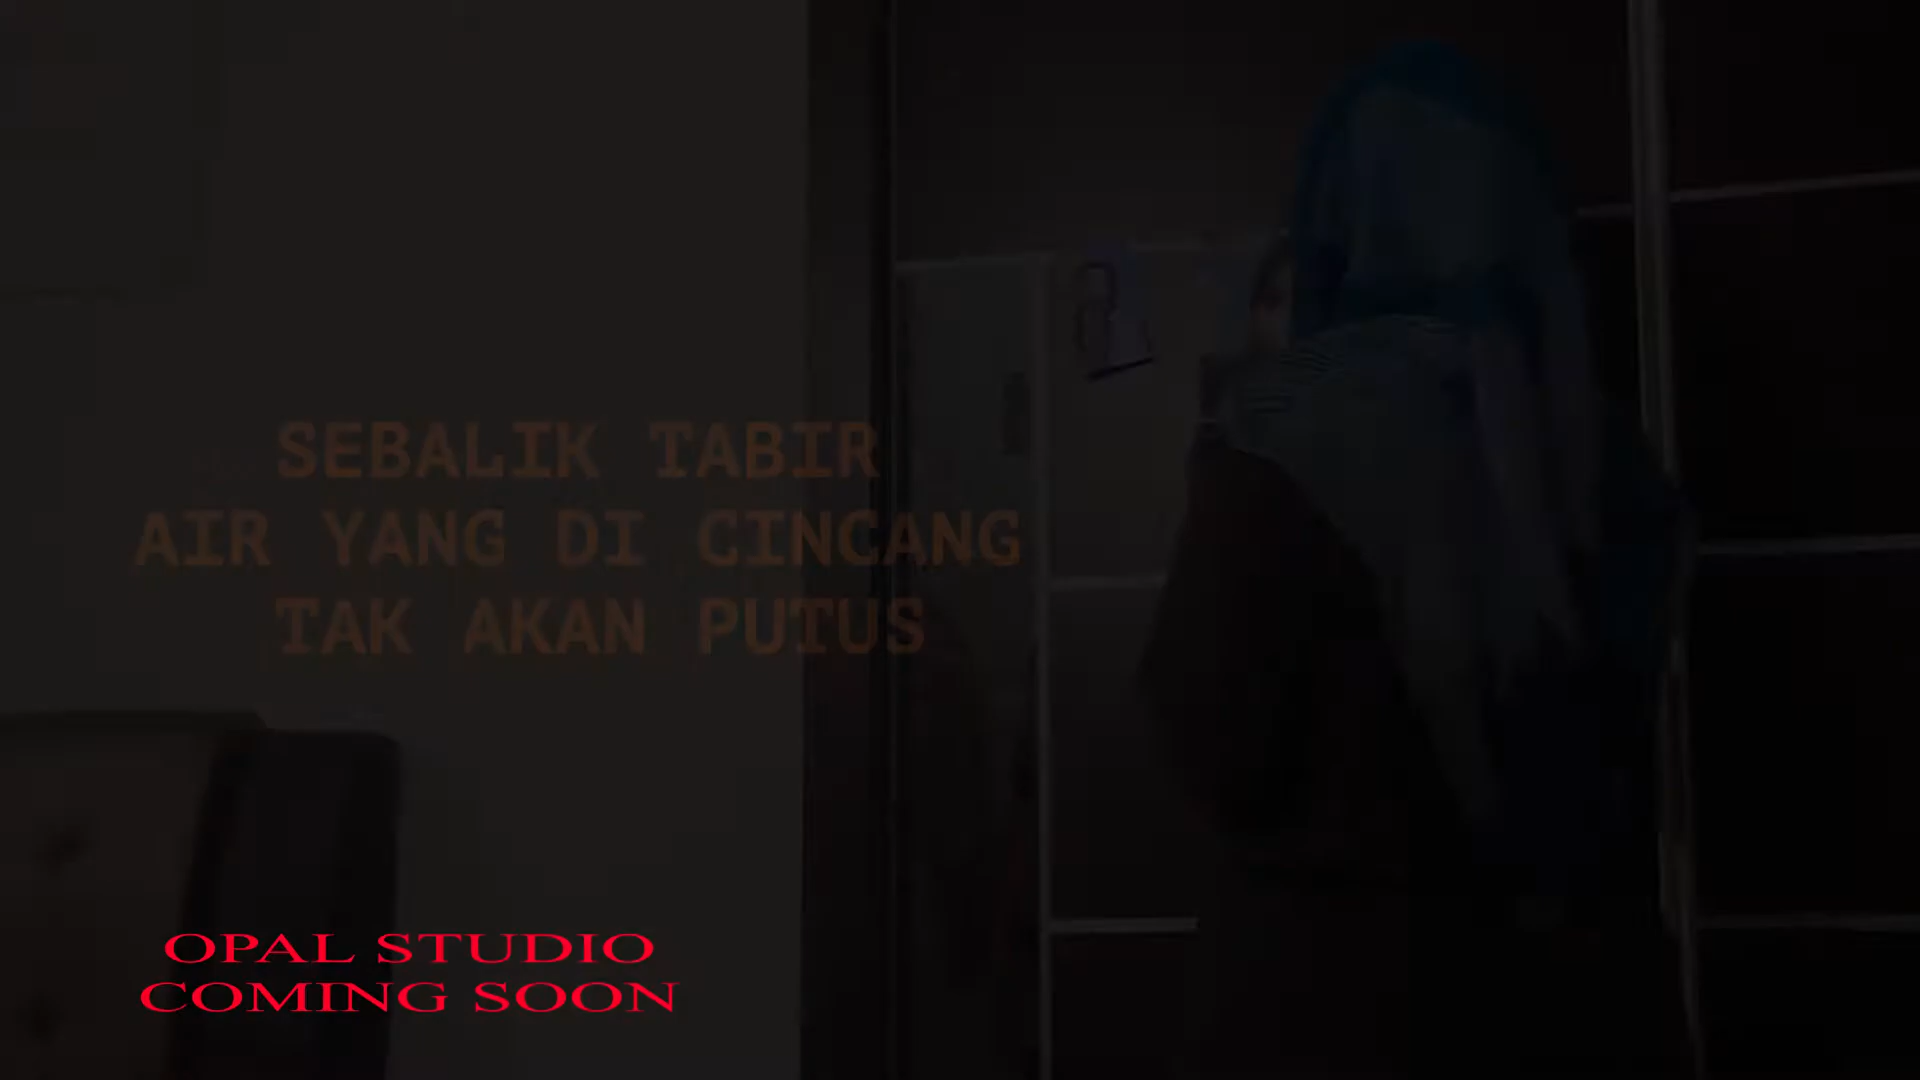 SEBALIK TABIR
AIR YANG DI CINCANG
TAK AKAN PUTUS
OPAL STUDIO
COMING SOON